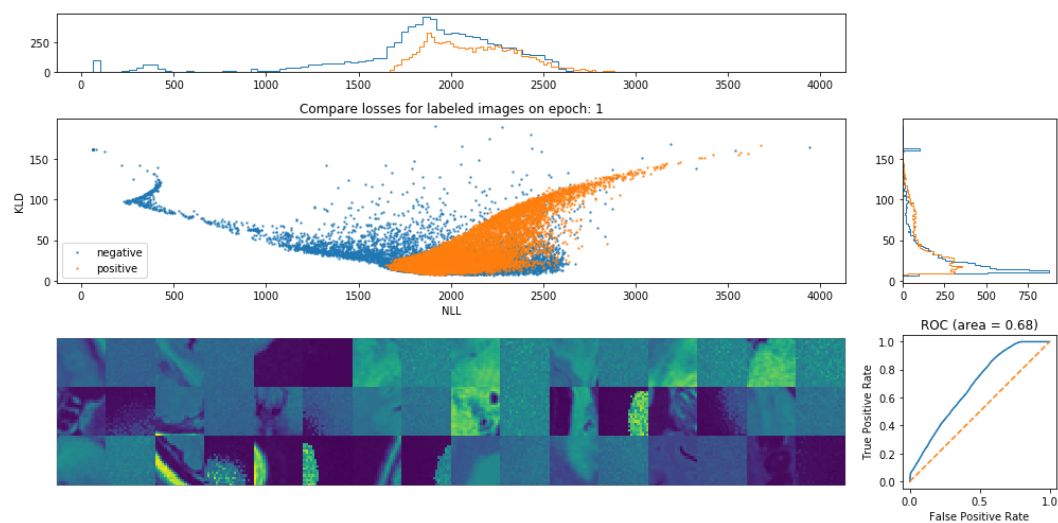 250
0
0 500 1000 1500 2000 2500 3000 3500 4000
Compare losses for labeled images on epoch: 1
150
100
50
0
KLD
negative
positive
0 500 1000 1500 2000 2500 3000 3500 4000
NLL
150
100
50
0
0 250 500 750
ROC (area = 0.68)
1.0
0.8
0.6
0.4
0.2
0.0
True Positive Rate
0.0 0.5 1.0
False Positive Rate